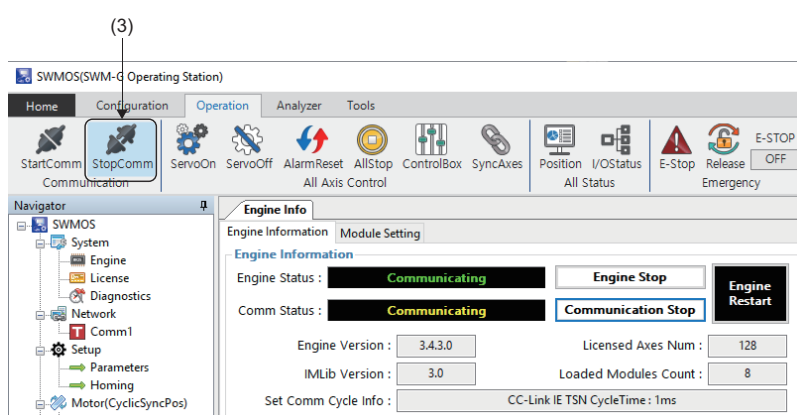 (3)
SWMOS(SWM-G Operating Station)
Home Configuration Operation Analyzer Tools
StartComm StopComm ServoOn ServoOff AlarmReset AllStop ControlBox SyncAxes Position I/OStatus E-Stop Release E-STOP OFF
Communication All Axis Control All Status Emergency
Navigator
SWMOS
System
Engine
License
Diagnostics
Network
T Comm1
Setup
Parameters
Homing
Motor(CyclicSyncPos)
Engine Info
Engine Information Module Setting
Engine Information
Engine Status : Communicating Engine Stop Engine Restart
Comm Status : Communicating Communication Stop
Engine Version : 3.4.3.0 Licensed Axes Num : 128
IMLib Version : 3.0 Loaded Modules Count : 8
Set Comm Cycle Info : CC-Link IE TSN CycleTime : 1ms